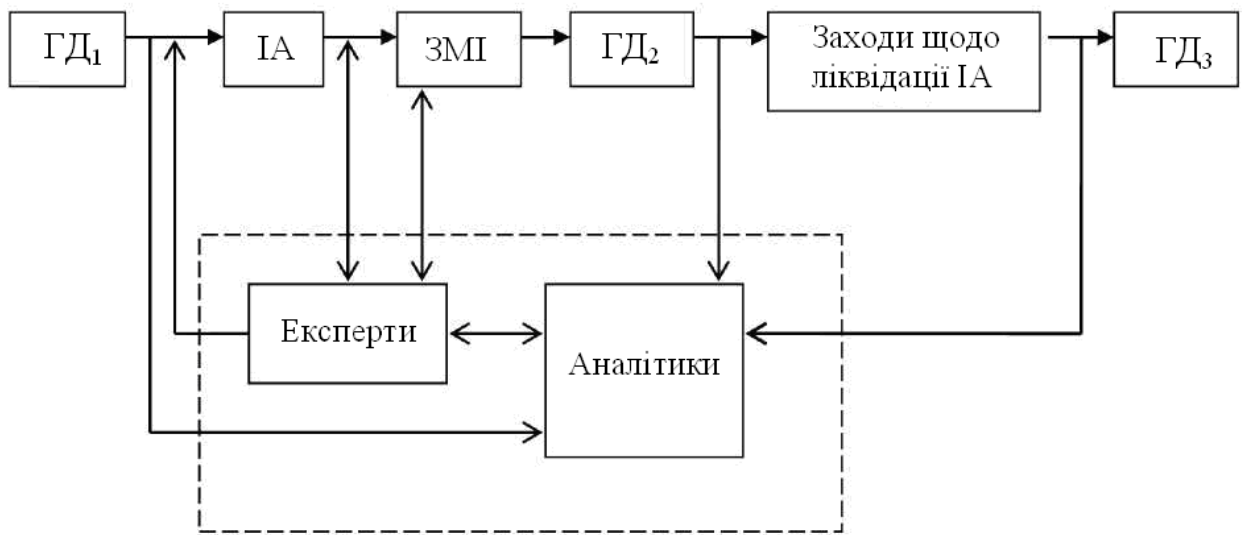 ГД₁
ІА
ЗМІ
ГД₂
Заходи щодо
ліквідації ІА
ГД₃
Експерти
Аналітики